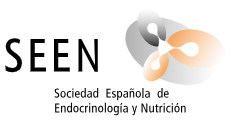 SEEN
Sociedad Española de
Endocrinología y Nutrición